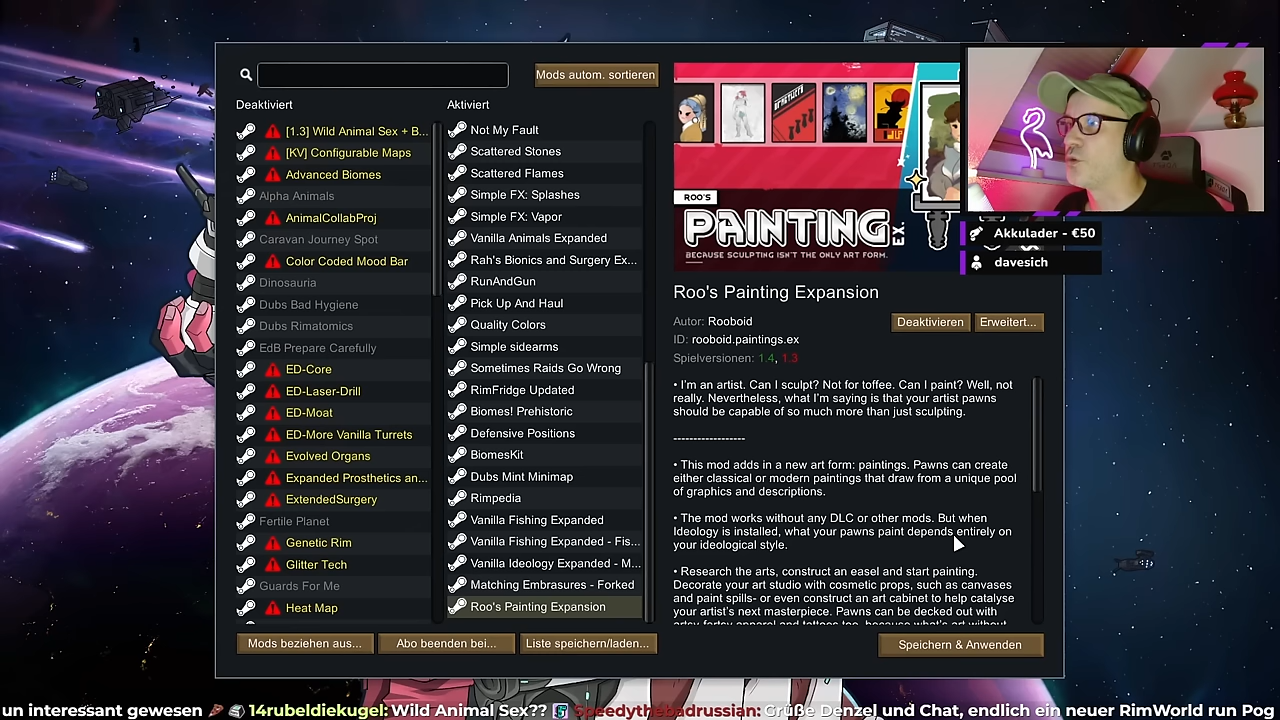 Mods autom. sortieren
Deaktiviert
[1.3] Wild Animal Sex + B...
[KV] Configurable Maps
Advanced Biomes
Alpha Animals
AnimalCollabProj
Caravan Journey Spot
Color Coded Mood Bar
Dinosauria
Dubs Bad Hygiene
Dubs Rimatomics
EdB Prepare Carefully
ED-Core
ED-Laser-Drill
ED-Moat
ED-More Vanilla Turrets
Evolved Organs
Expanded Prosthetics an...
ExtendedSurgery
Fertile Planet
Genetic Rim
Glitter Tech
Guards For Me
Heat Map
Aktiviert
Not My Fault
Scattered Stones
Scattered Flames
Simple FX: Splashes
Simple FX: Vapor
Vanilla Animals Expanded
Rah's Bionics and Surgery Ex...
RunAndGun
Pick Up And Haul
Quality Colors
Simple sidearms
Sometimes Raids Go Wrong
RimFridge Updated
Biomes! Prehistoric
Defensive Positions
BiomesKit
Dubs Mint Minimap
Rimpedia
Vanilla Fishing Expanded
Vanilla Fishing Expanded - Fis...
Vanilla Ideology Expanded - M...
Matching Embrasures - Forked
Roo's Painting Expansion
ROO'S
PAINTING EX
BECAUSE SCULPTING ISN'T THE ONLY ART FORM.
Akkulader - €50
davesich
Roo's Painting Expansion
Autor: Rooboid
ID: rooboid.paintings.ex
Spielversionen: 1.4, 1.3
Deaktivieren
Erweitert...
• I'm an artist. Can I sculpt? Not for toffee. Can I paint? Well, not
really. Nevertheless, what I'm saying is that your artist pawns
should be capable of so much more than just sculpting.
------------------
• This mod adds in a new art form: paintings. Pawns can create
either classical or modern paintings that draw from a unique pool
of graphics and descriptions.
• The mod works without any DLC or other mods. But when
Ideology is installed, what your pawns paint depends entirely on
your ideological style.
• Research the arts, construct an easel and start painting.
Decorate your art studio with cosmetic props, such as canvases
and paint spills- or even construct an art cabinet to help catalyse
your artist's next masterpiece. Pawns can be decked out with
artsy-fartsy apparel and tattoos too, because what's art without
Mods beziehen aus...
Abo beenden bei...
Liste speichern/laden...
Speichern & Anwenden
un interessant gewesen 14rubeldiekugel: Wild Animal Sex?? Speedythebadrussian: Grüße Denzel und Chat, endlich ein neuer RimWorld run Pog